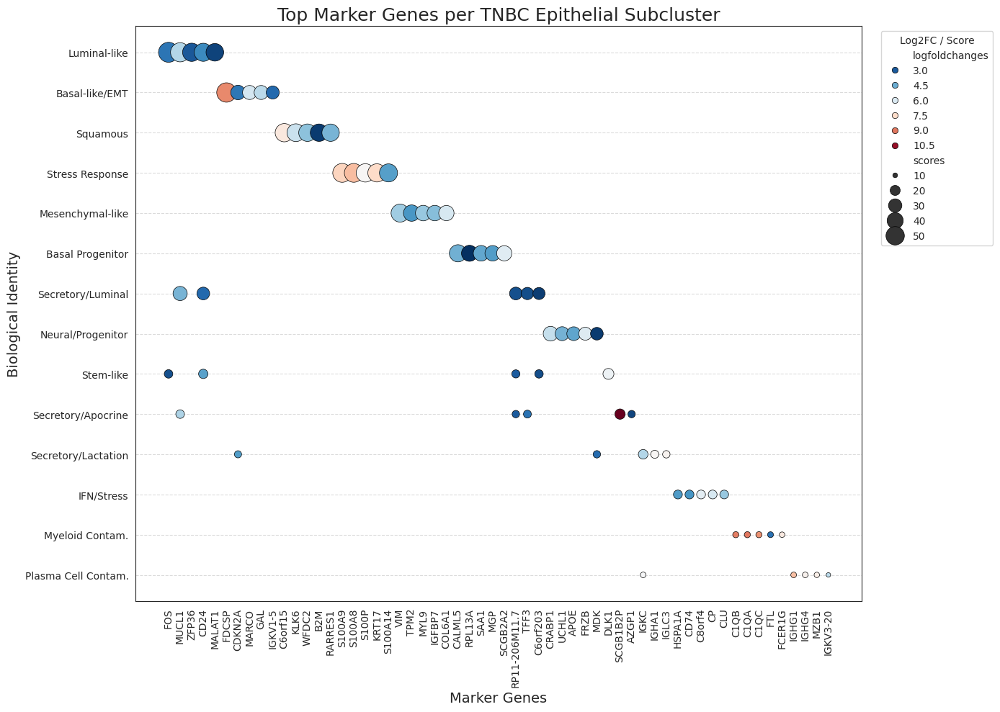 Top Marker Genes per TNBC Epithelial Subcluster
Biological Identity
Luminal-like
Basal-like/EMT
Squamous
Stress Response
Mesenchymal-like
Basal Progenitor
Secretory/Luminal
Neural/Progenitor
Stem-like
Secretory/Apocrine
Secretory/Lactation
IFN/Stress
Myeloid Contam.
Plasma Cell Contam.
FOS
MUCL1
ZFP36
CD24
MALAT1
FDCSP
CDKN2A
MARCO
GAL
IGKV1-5
C6orf15
KLK6
WFDC2
B2M
RARRES1
S100A9
S100A8
S100P
KRT17
S100A14
VIM
TPM2
MYL9
IGFBP7
COL6A1
CALML5
RPL13A
SAA1
MGP
SCGB2A2
RP11-206M11.7
TFF3
C6orf203
CRABP1
UCHL1
APOE
FRZB
MDK
DLK1
SCGB1B2P
AZGP1
IGKC
IGHA1
IGLC3
HSPA1A
CD74
C8orf4
CP
CLU
C1QB
C1QA
C1QC
FTL
FCER1G
IGHG1
IGHG4
MZB1
IGKV3-20
Marker Genes
Log2FC / Score
logfoldchanges
3.0
4.5
6.0
7.5
9.0
10.5
scores
10
20
30
40
50